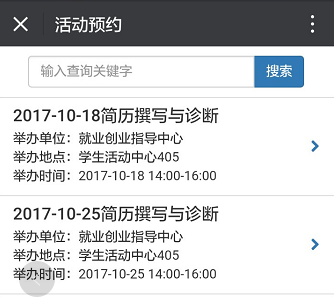 活动预约
输入查询关键字
搜索
2017-10-18简历撰写与诊断
举办单位：就业创业指导中心
举办地点：学生活动中心405
举办时间：2017-10-18 14:00-16:00
2017-10-25简历撰写与诊断
举办单位：就业创业指导中心
举办地点：学生活动中心405
举办时间：2017-10-25 14:00-16:00